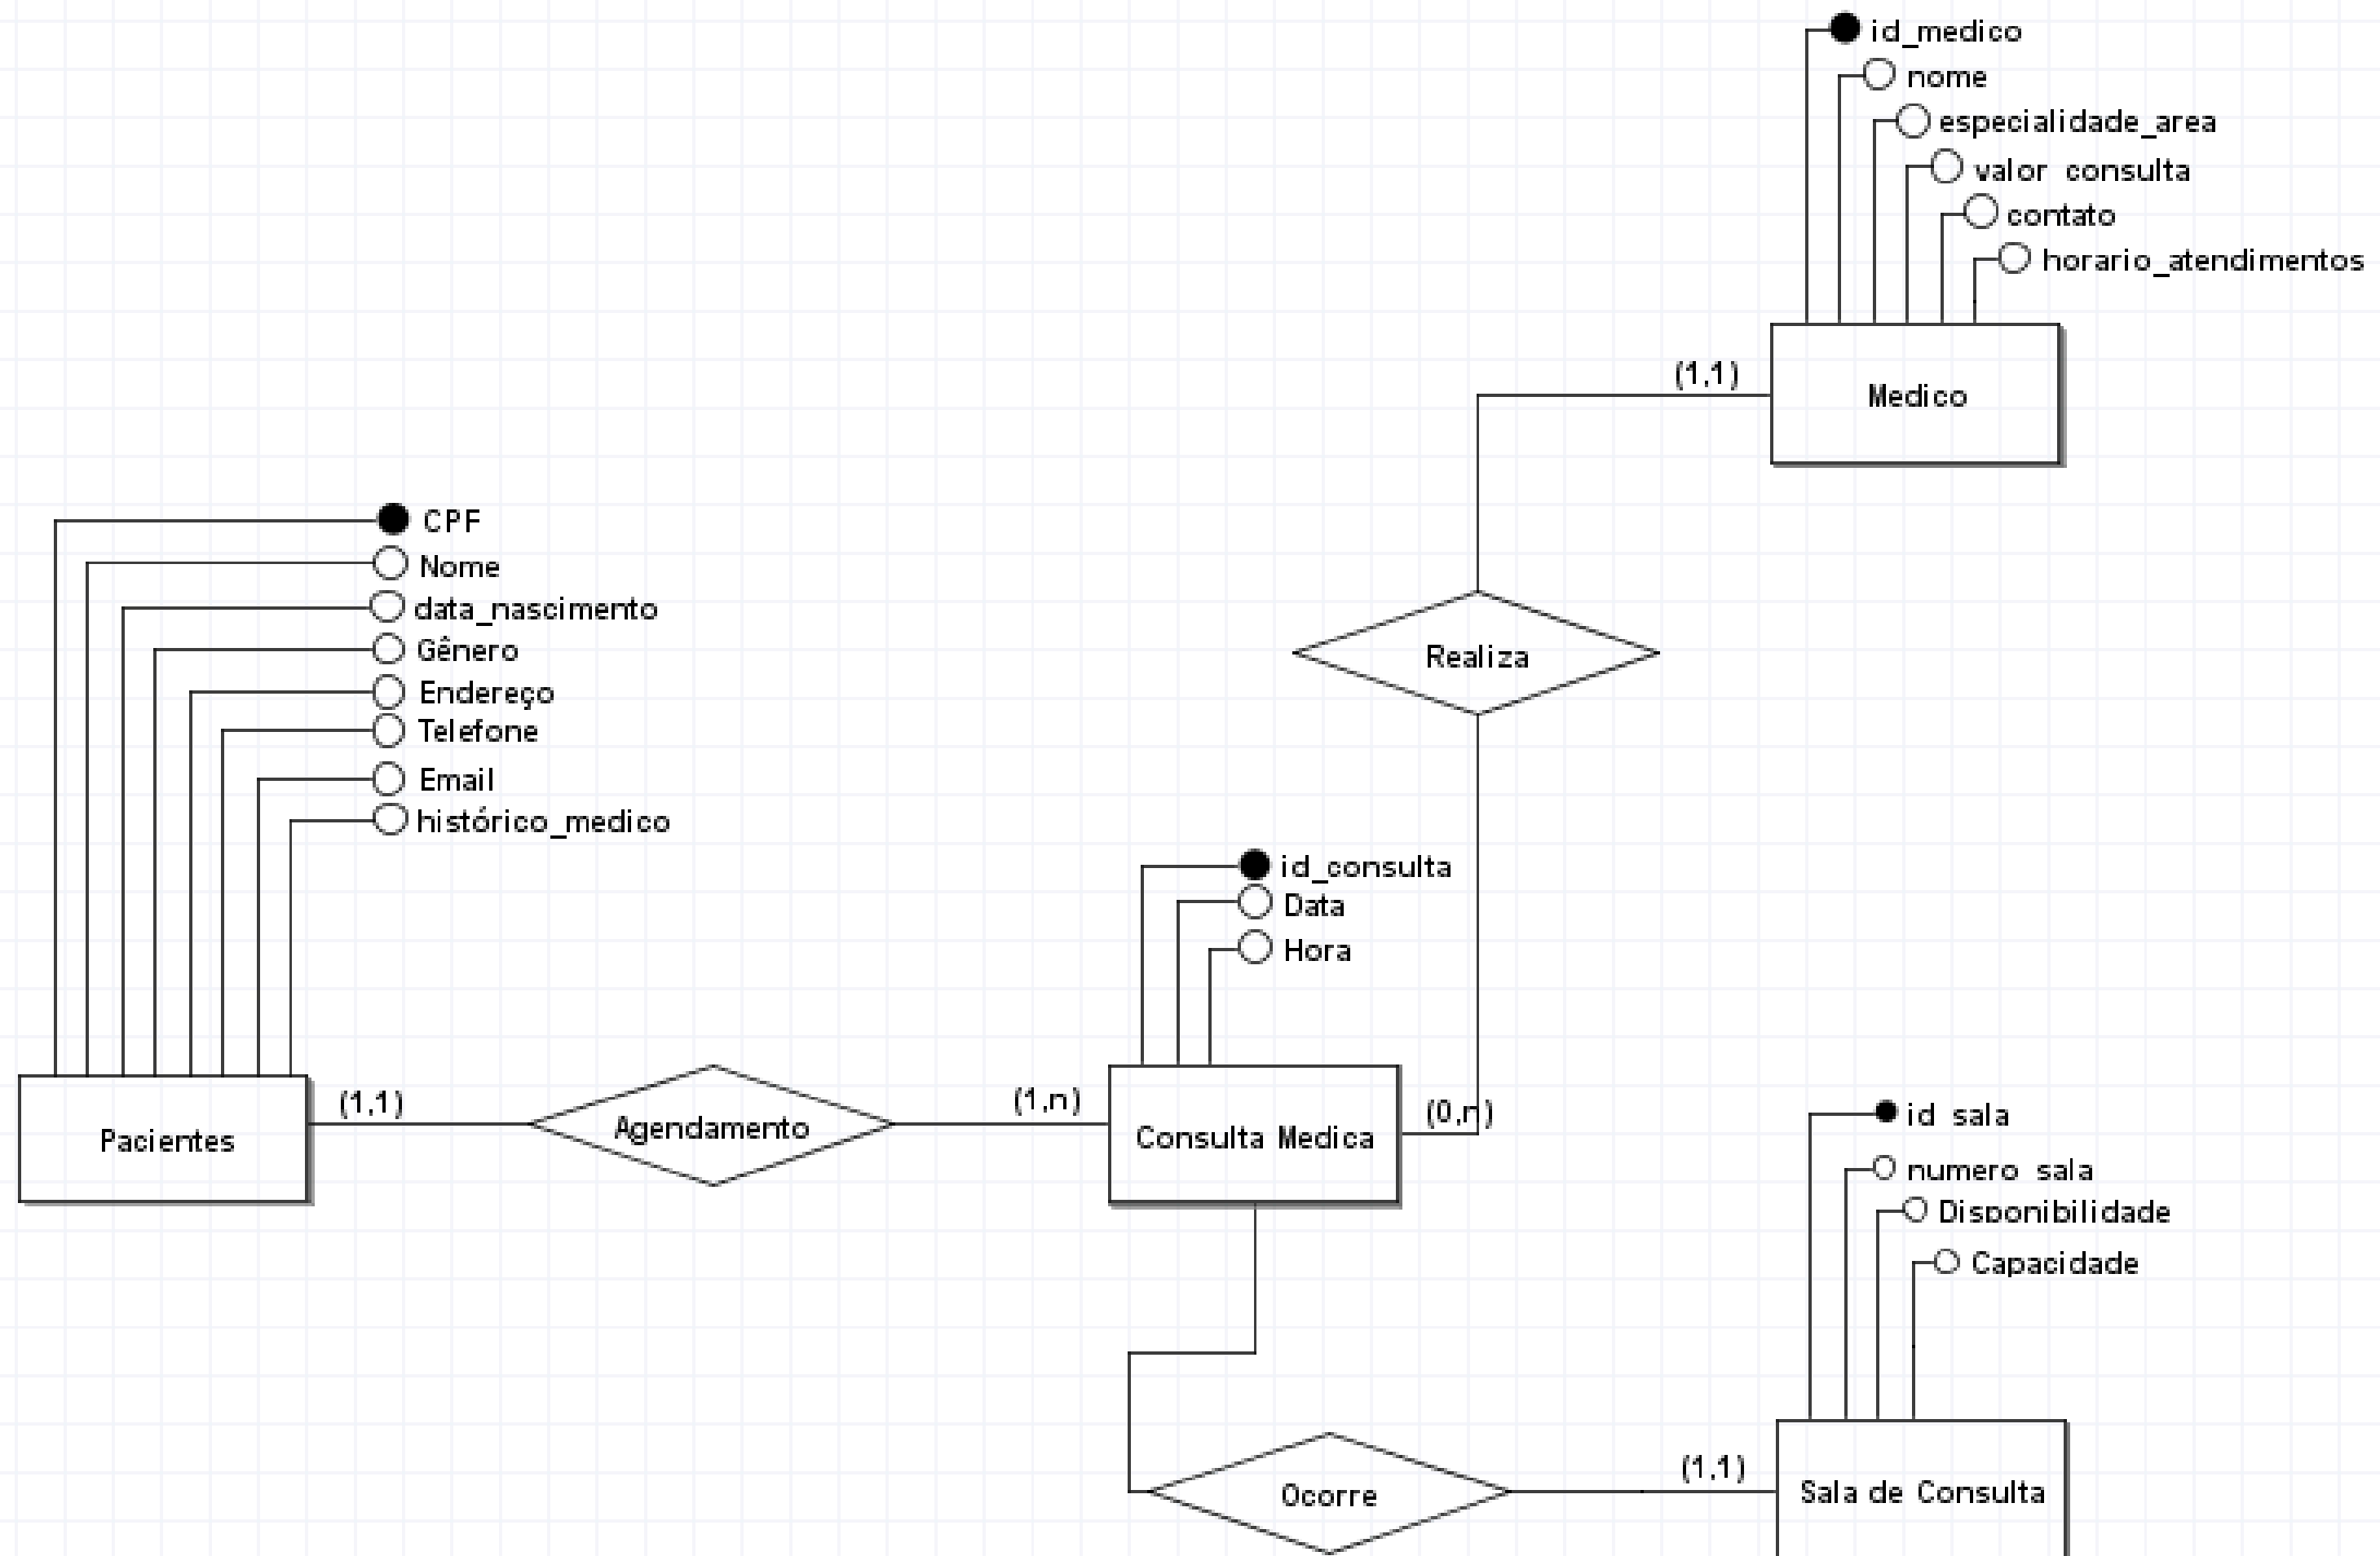 id_medico
nome
especialidade_area
valor consulta
contato
horario_atendimentos
(1,1)
Medico
CPF
Nome
data_nascimento
Gênero
Endereço
Telefone
Email
histórico_medico
Realiza
id_consulta
Data
Hora
(1,1)
(1,n)
(0,n)
Pacientes
Agendamento
Consulta Medica
id sala
numero sala
Disponibilidade
Capacidade
(1,1)
Ocorre
Sala de Consulta